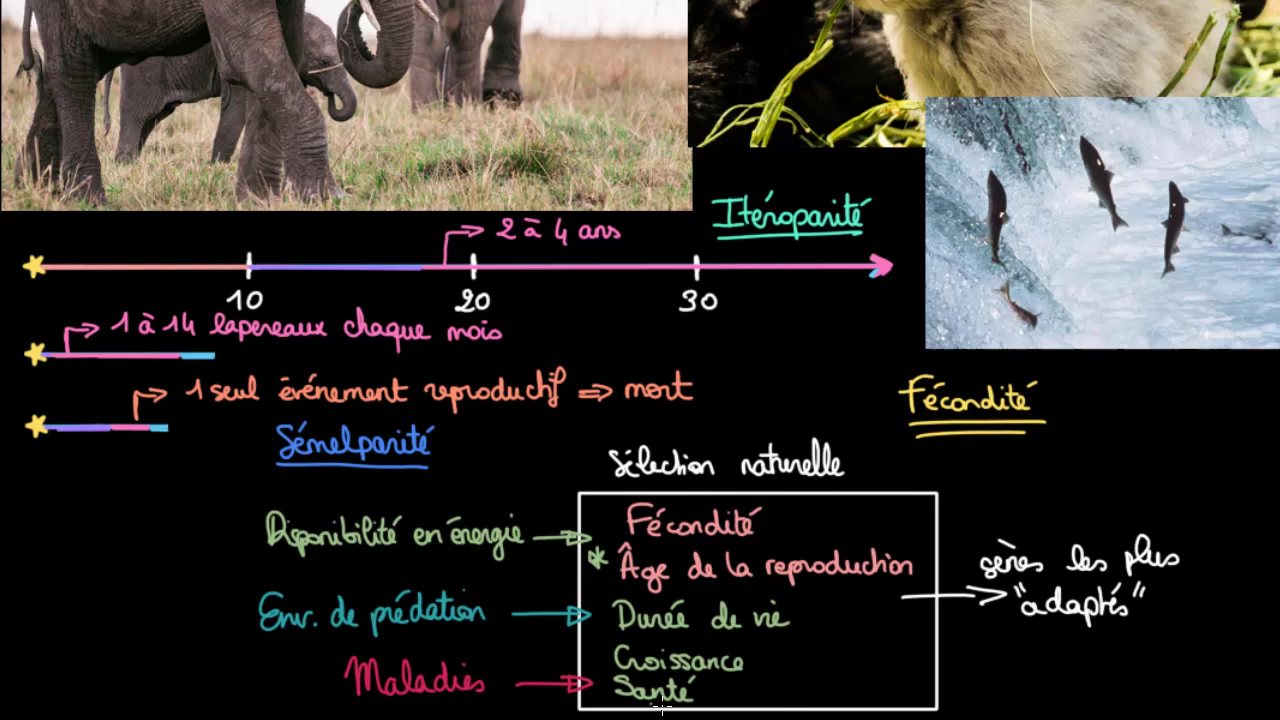 Itéroparité
2 à 4 ans
10 20 30
1 à 14 lapereaux chaque mois
1 seul événement reproductif => mort
Fécondité
Sémelparité
Sélection naturelle
Diponibilité en énergie
Fécondité
* Âge de la reproduction
gènes les plus
"adaptés"
Env. de prédation
Durée de vie
Croissance
Maladies
Santé